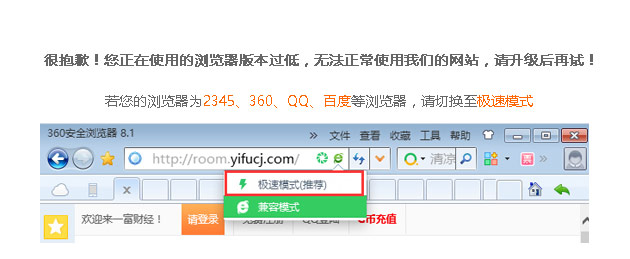 很抱歉！您正在使用的浏览器版本过低，无法正常使用我们的网站，请升级后再试！
若您的浏览器为2345、360、QQ、百度等浏览器，请切换至极速模式
360安全浏览器 8.1 » 文件 查看 收藏 工具 帮助
http://room.yifucj.com/ 清凉
极速模式(推荐)
欢迎来一富财经！ 请登录 兼容模式 币充值